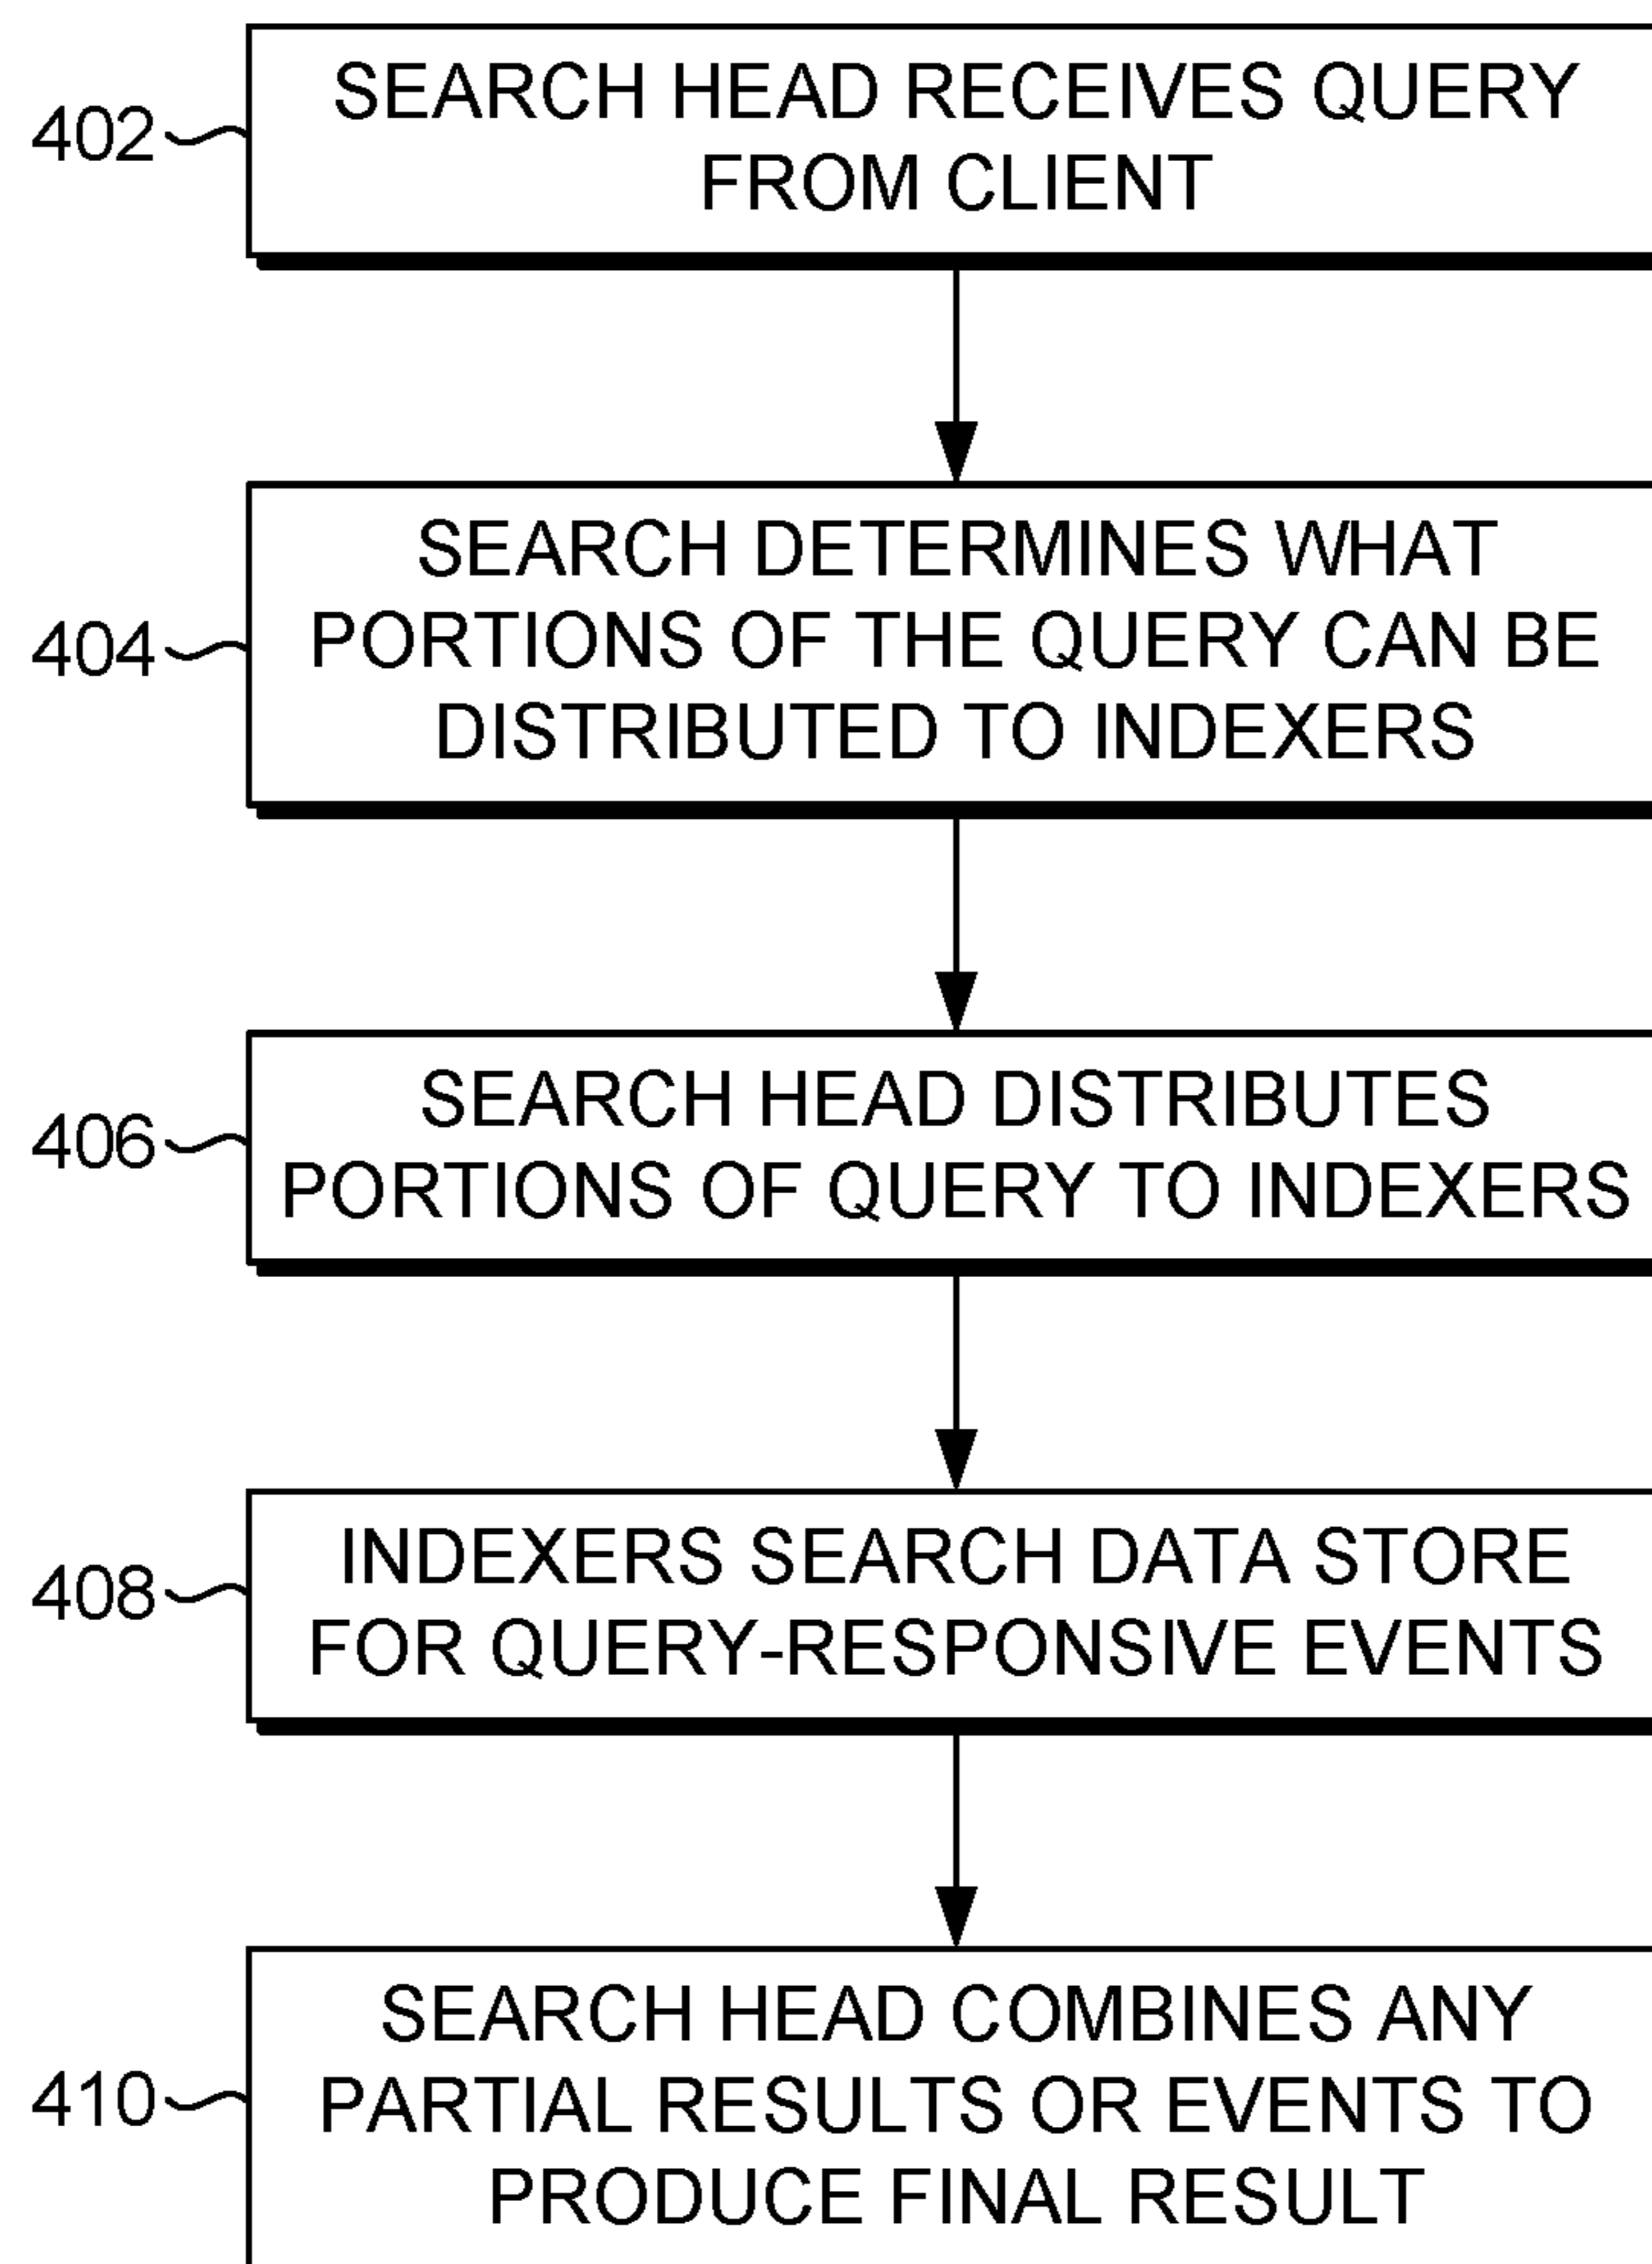 402
SEARCH HEAD RECEIVES QUERY
FROM CLIENT
404
SEARCH DETERMINES WHAT
PORTIONS OF THE QUERY CAN BE
DISTRIBUTED TO INDEXERS
406
SEARCH HEAD DISTRIBUTES
PORTIONS OF QUERY TO INDEXERS
408
INDEXERS SEARCH DATA STORE
FOR QUERY-RESPONSIVE EVENTS
410
SEARCH HEAD COMBINES ANY
PARTIAL RESULTS OR EVENTS TO
PRODUCE FINAL RESULT